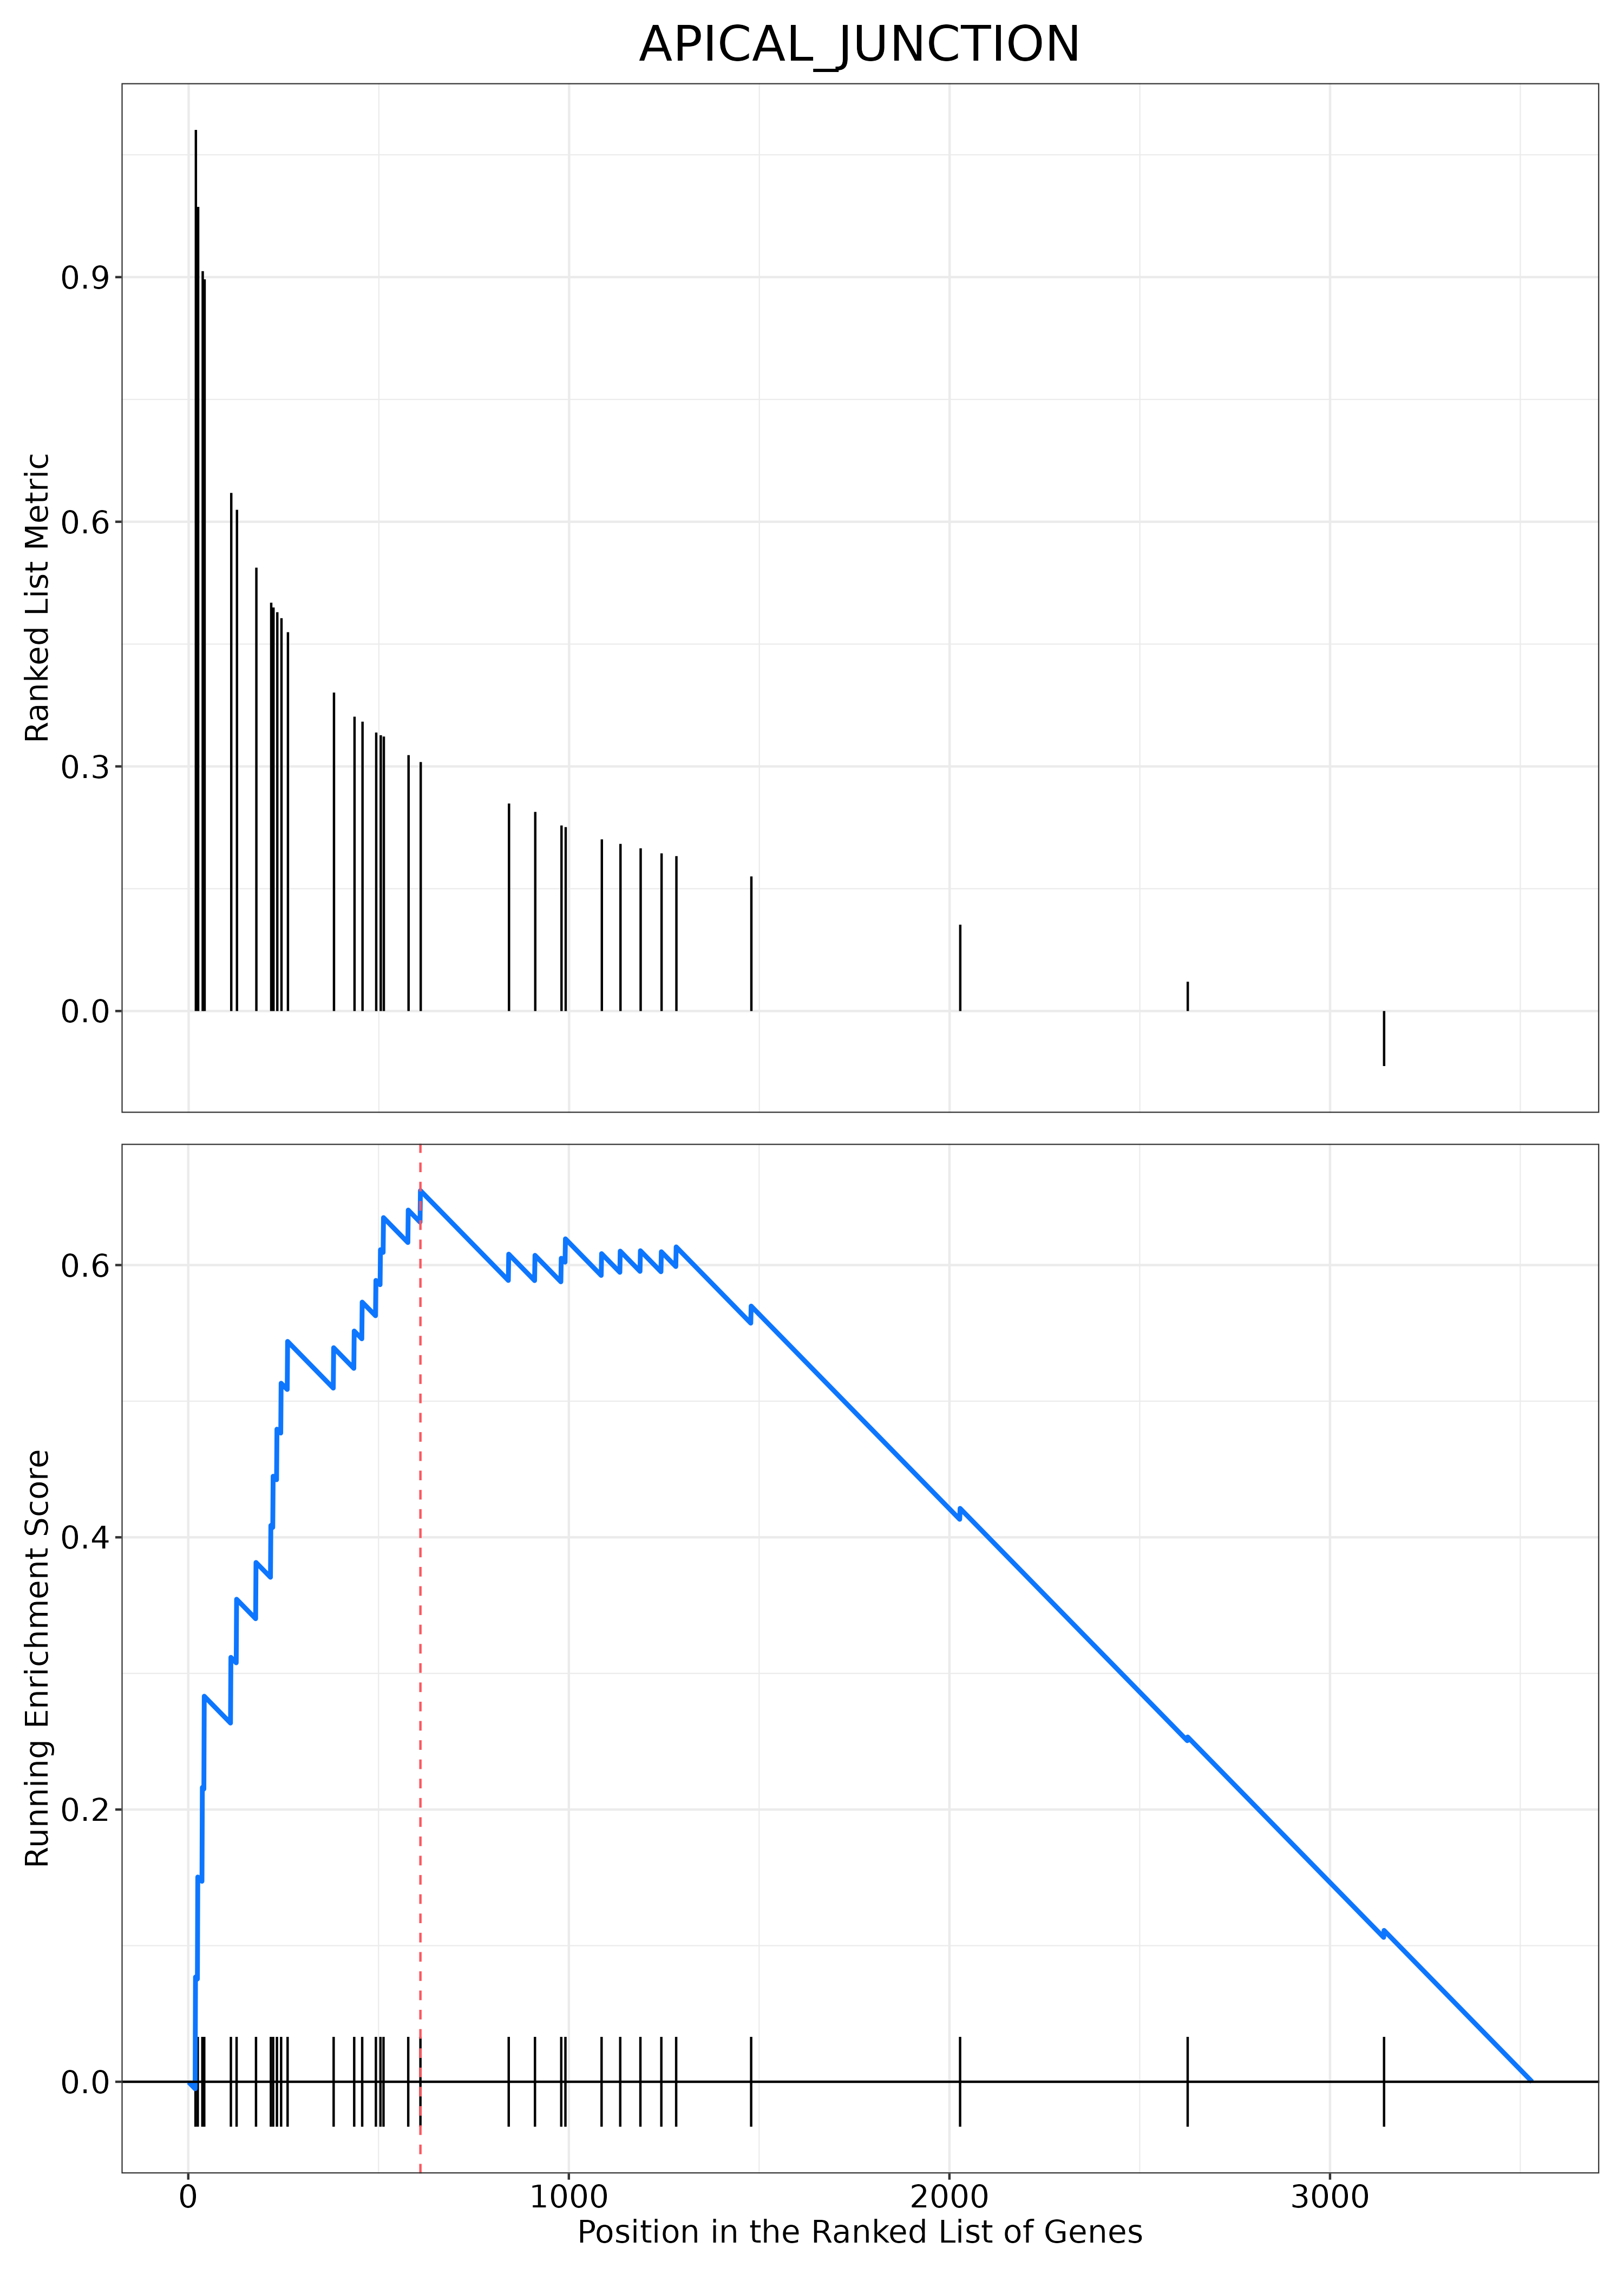 APICAL_JUNCTION
Ranked List Metric
0.9
0.6
0.3
0.0
Running Enrichment Score
0.6
0.4
0.2
0.0
0 1000 2000 3000
Position in the Ranked List of Genes